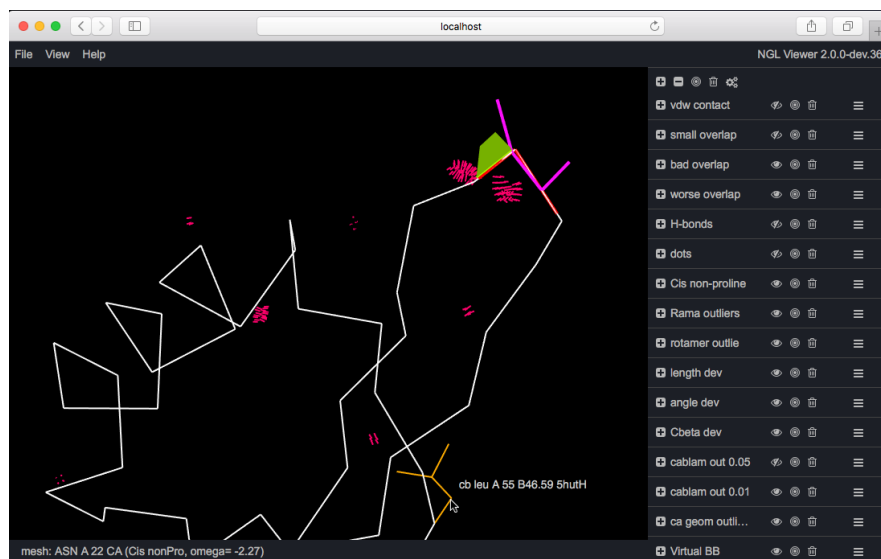 localhost
File View Help
NGL Viewer 2.0.0-dev.36
vdw contact
small overlap
bad overlap
worse overlap
H-bonds
dots
Cis non-proline
Rama outliers
rotamer outlie
length dev
angle dev
Cbeta dev
cablam out 0.05
cablam out 0.01
ca geom outli...
Virtual BB
cb leu A 55 B46.59 5hutH
mesh: ASN A 22 CA (Cis nonPro, omega= -2.27)